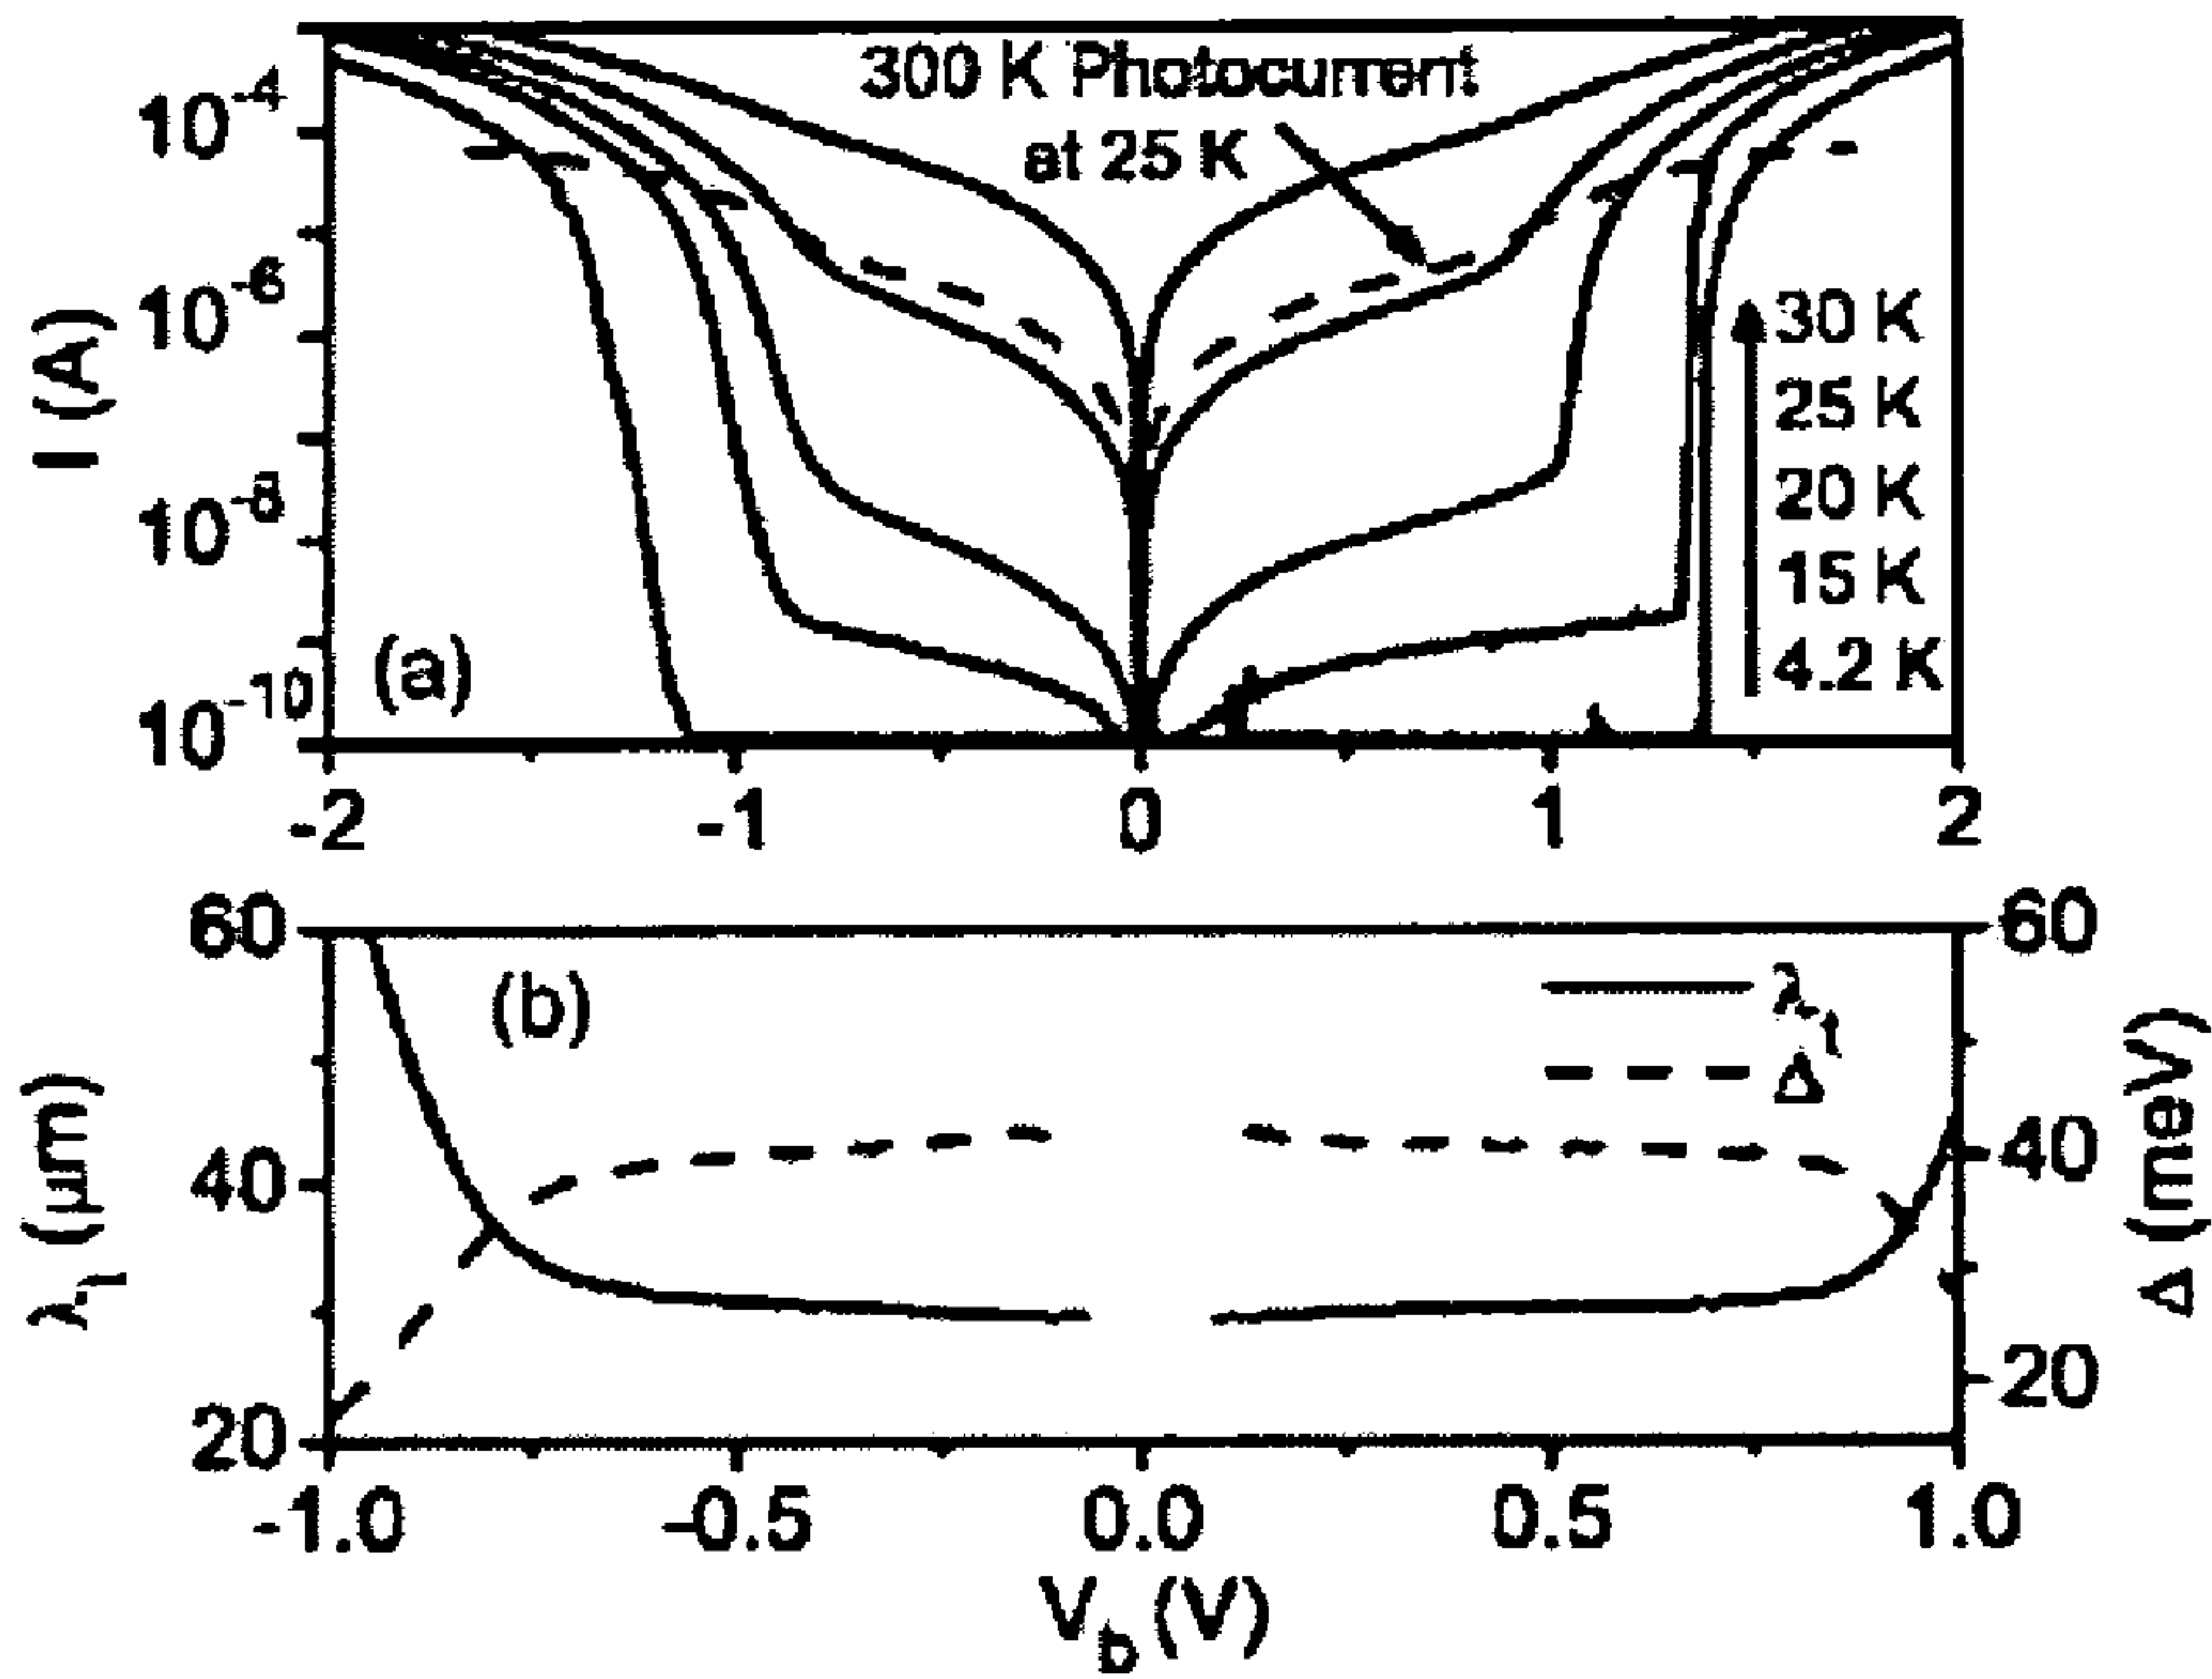 300 K Photocurrent
at 25 K
10-4
10-6
10-8
10-10
I (A)
30 K
25 K
20 K
15 K
4.2 K
(a)
-2 -1 0 1 2
60 60
(b)
λt
Δ
40 40
20 20
λt (μm)
Δ (meV)
-1.0 -0.5 0.0 0.5 1.0
Vb (V)